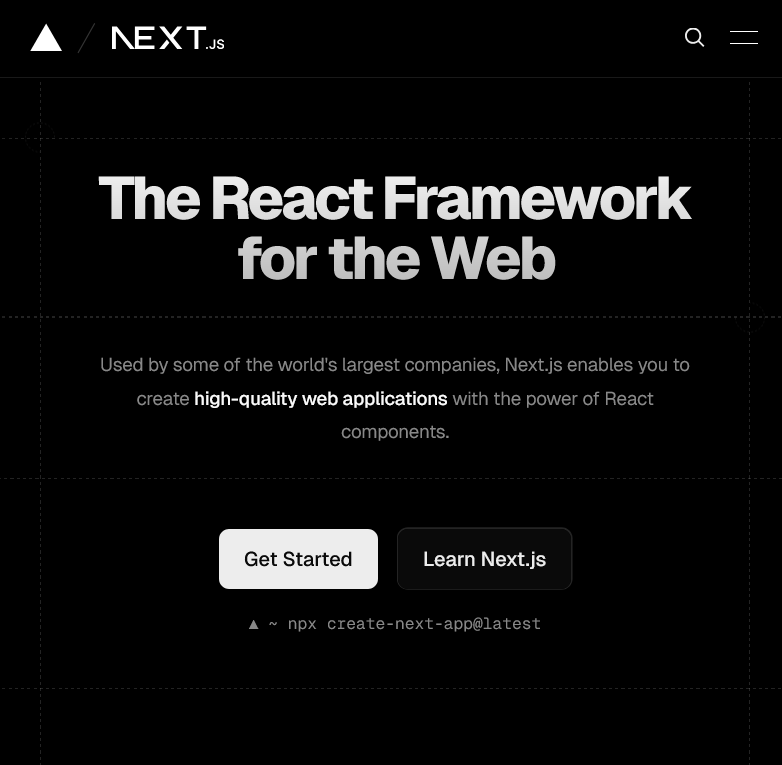 NEXT.JS
The React Framework
for the Web
Used by some of the world's largest companies, Next.js enables you to
create high-quality web applications with the power of React
components.
Get Started
Learn Next.js
▲ ~ npx create-next-app@latest